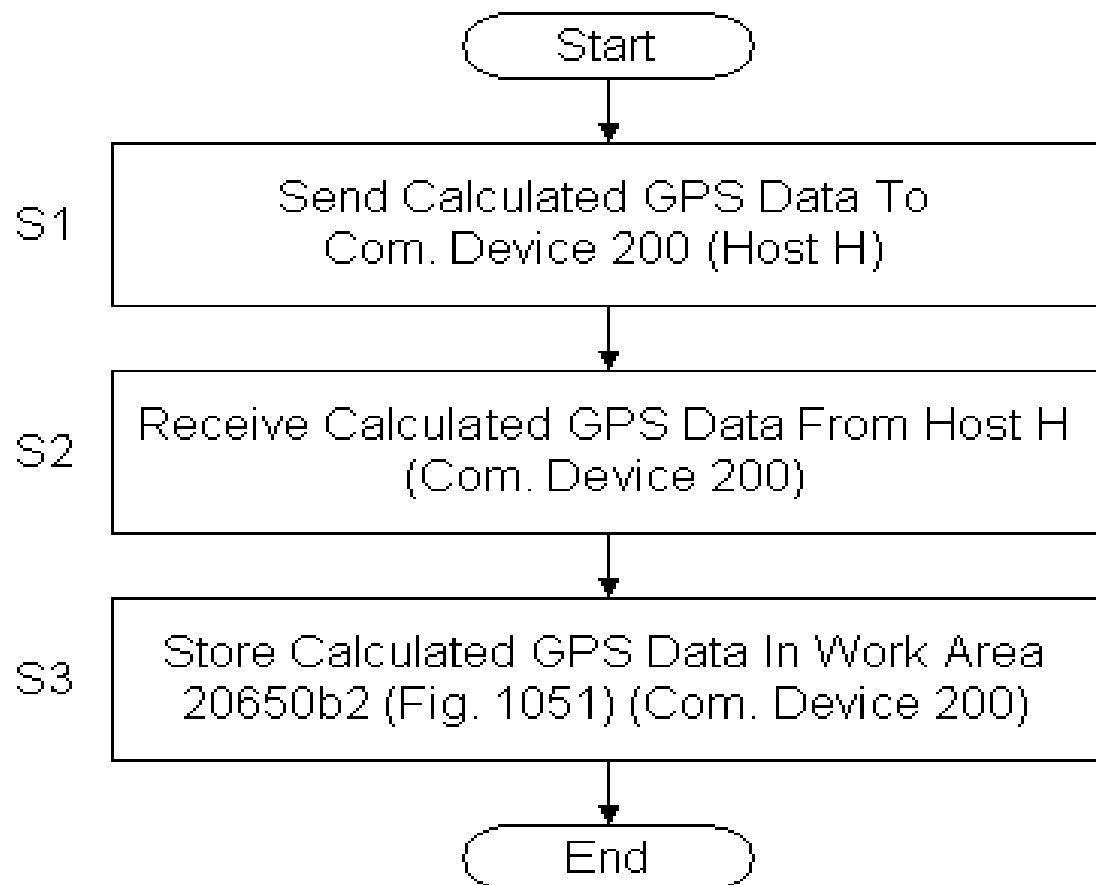 Start
S1
Send Calculated GPS Data To
Com. Device 200 (Host H)
S2
Receive Calculated GPS Data From Host H
(Com. Device 200)
S3
Store Calculated GPS Data In Work Area
20650b2 (Fig. 1051) (Com. Device 200)
End